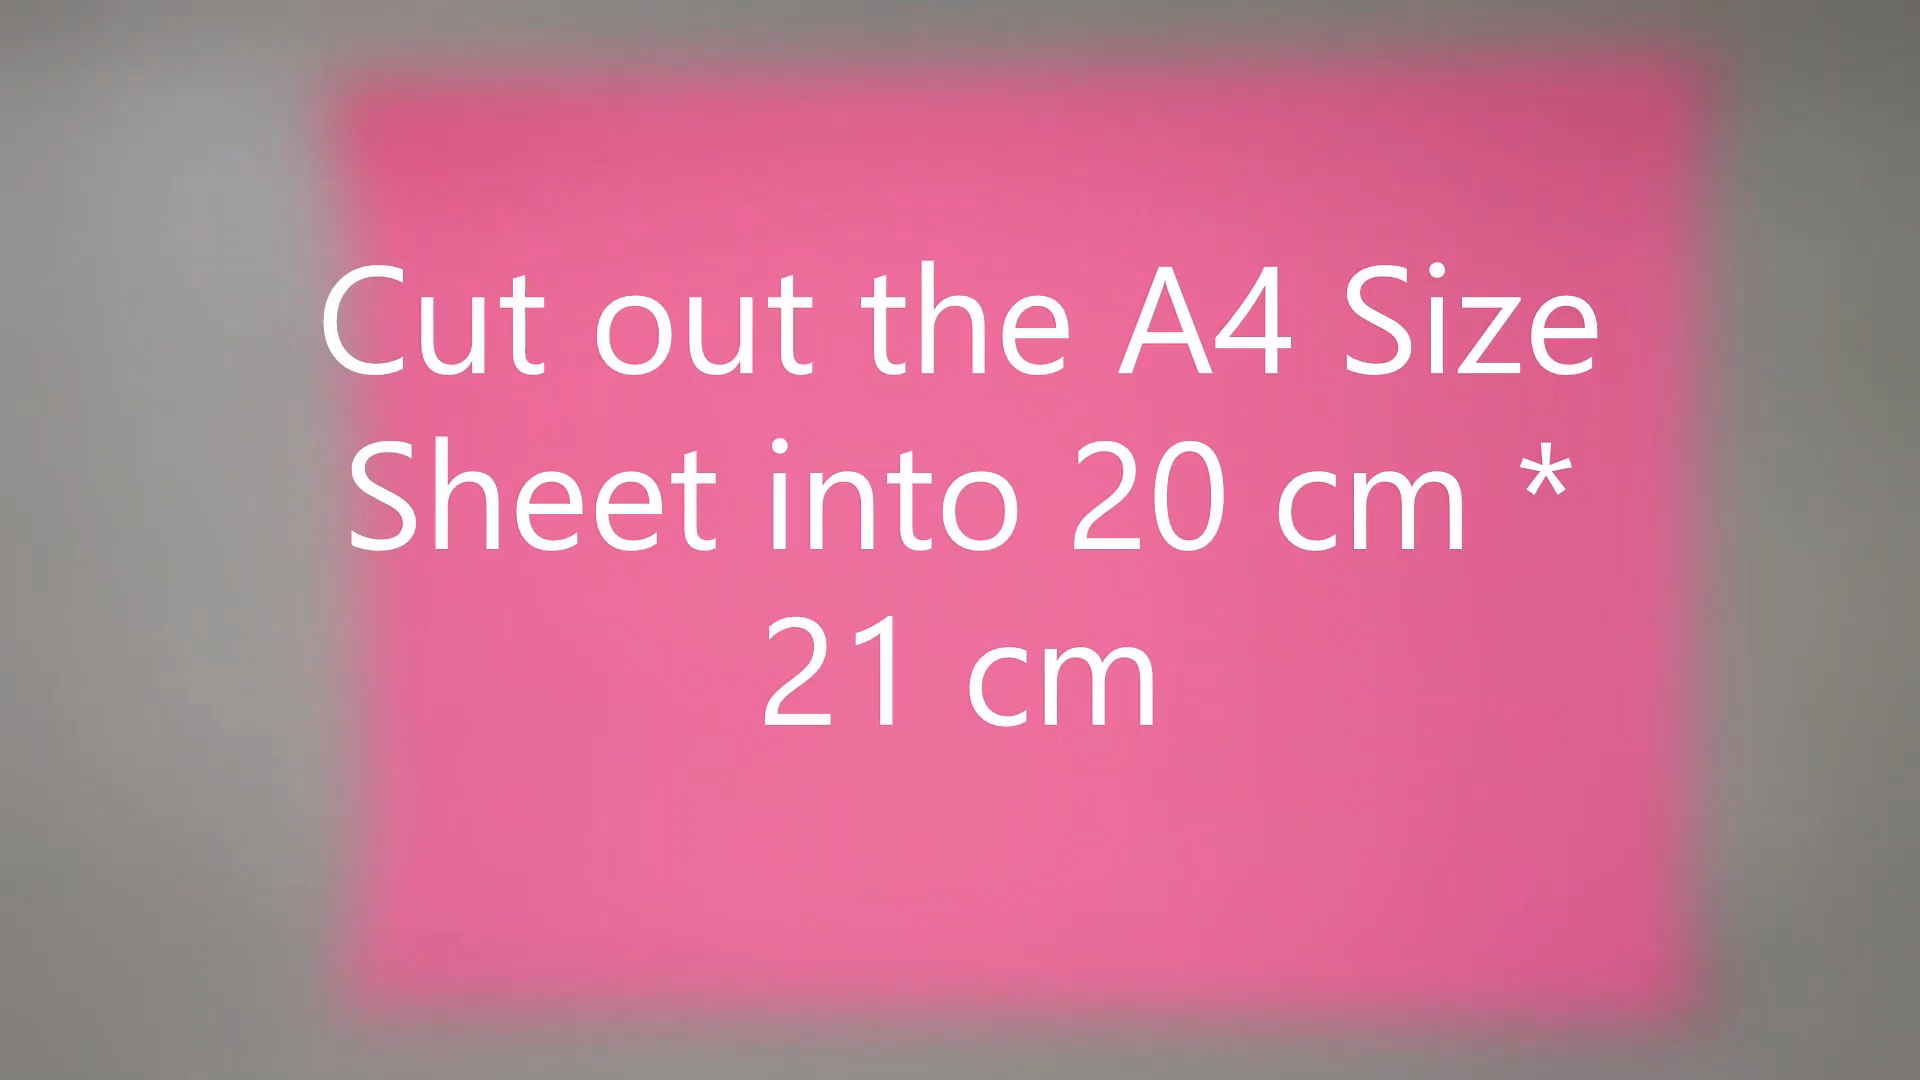 Cut out the A4 Size
Sheet into 20 cm *
21 cm